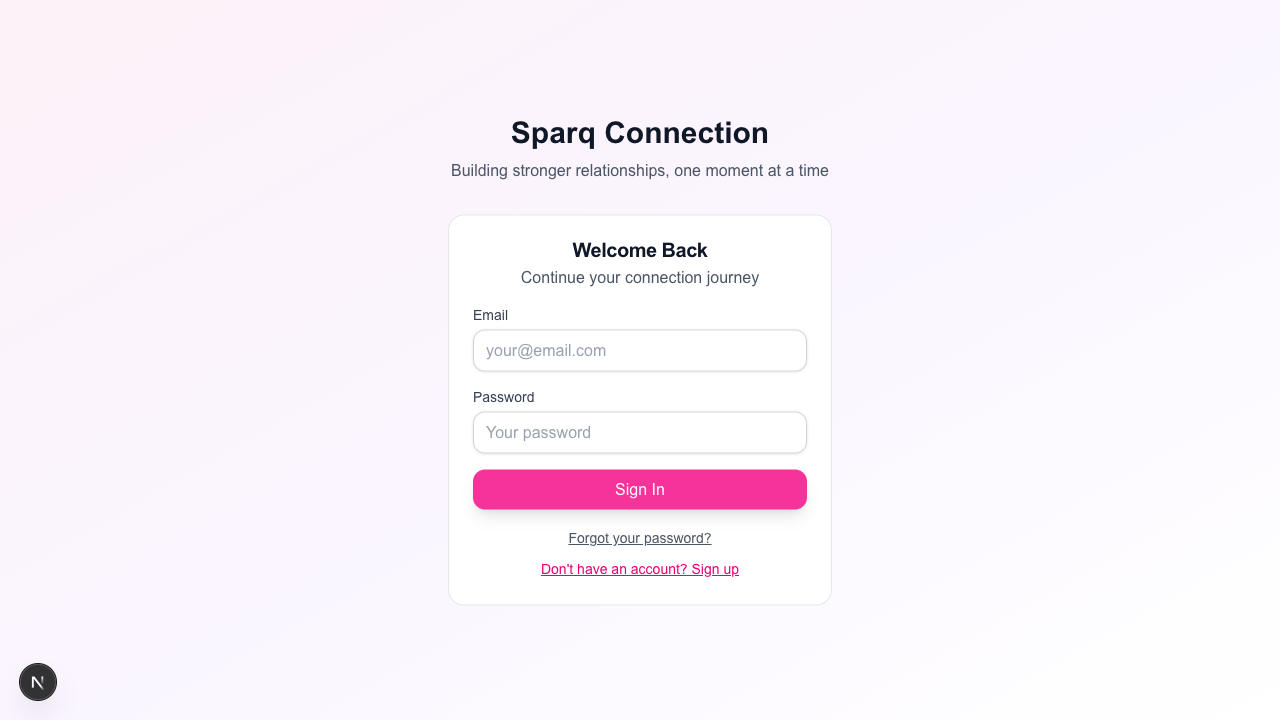 Sparq Connection
Building stronger relationships, one moment at a time
Welcome Back
Continue your connection journey
Email
your@email.com
Password
Your password
Sign In
Forgot your password?
Don't have an account? Sign up
N